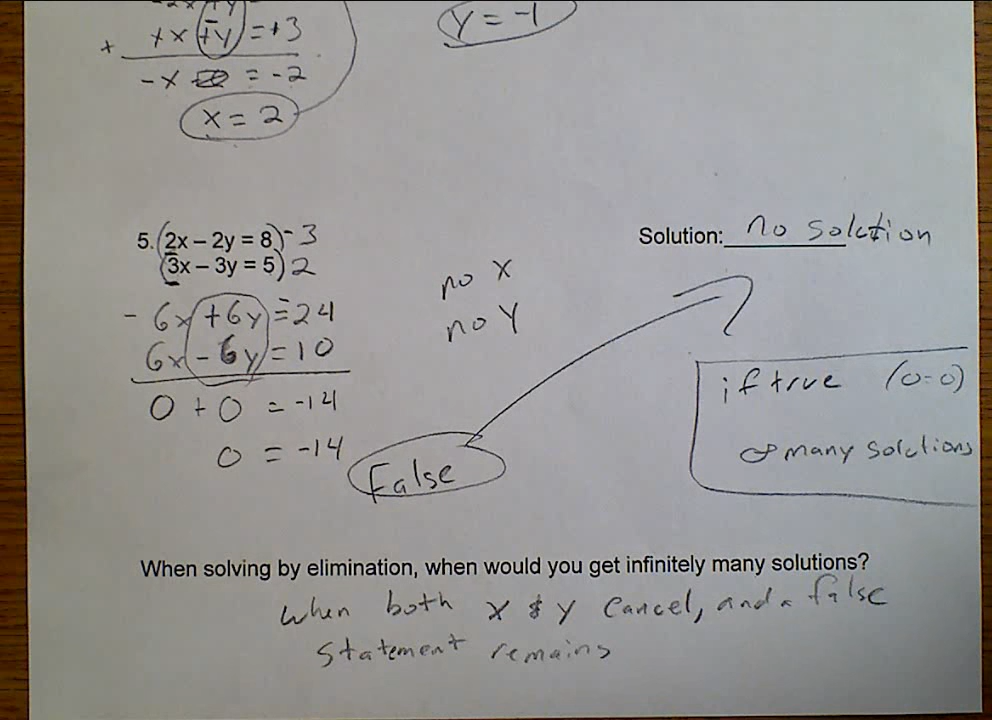 +x +y = +3
+
-x = -2
x = 2
y = -1
5. (2x – 2y = 8) -3
(3x – 3y = 5) 2
- 6x + 6y = -24
6x - 6y = 10
0 + 0 = -14
0 = -14
False
no x
no y
Solution: no solution
if true (0=0)
∞ many solutions
When solving by elimination, when would you get infinitely many solutions?
when both x & y cancel, and a false
statement remains